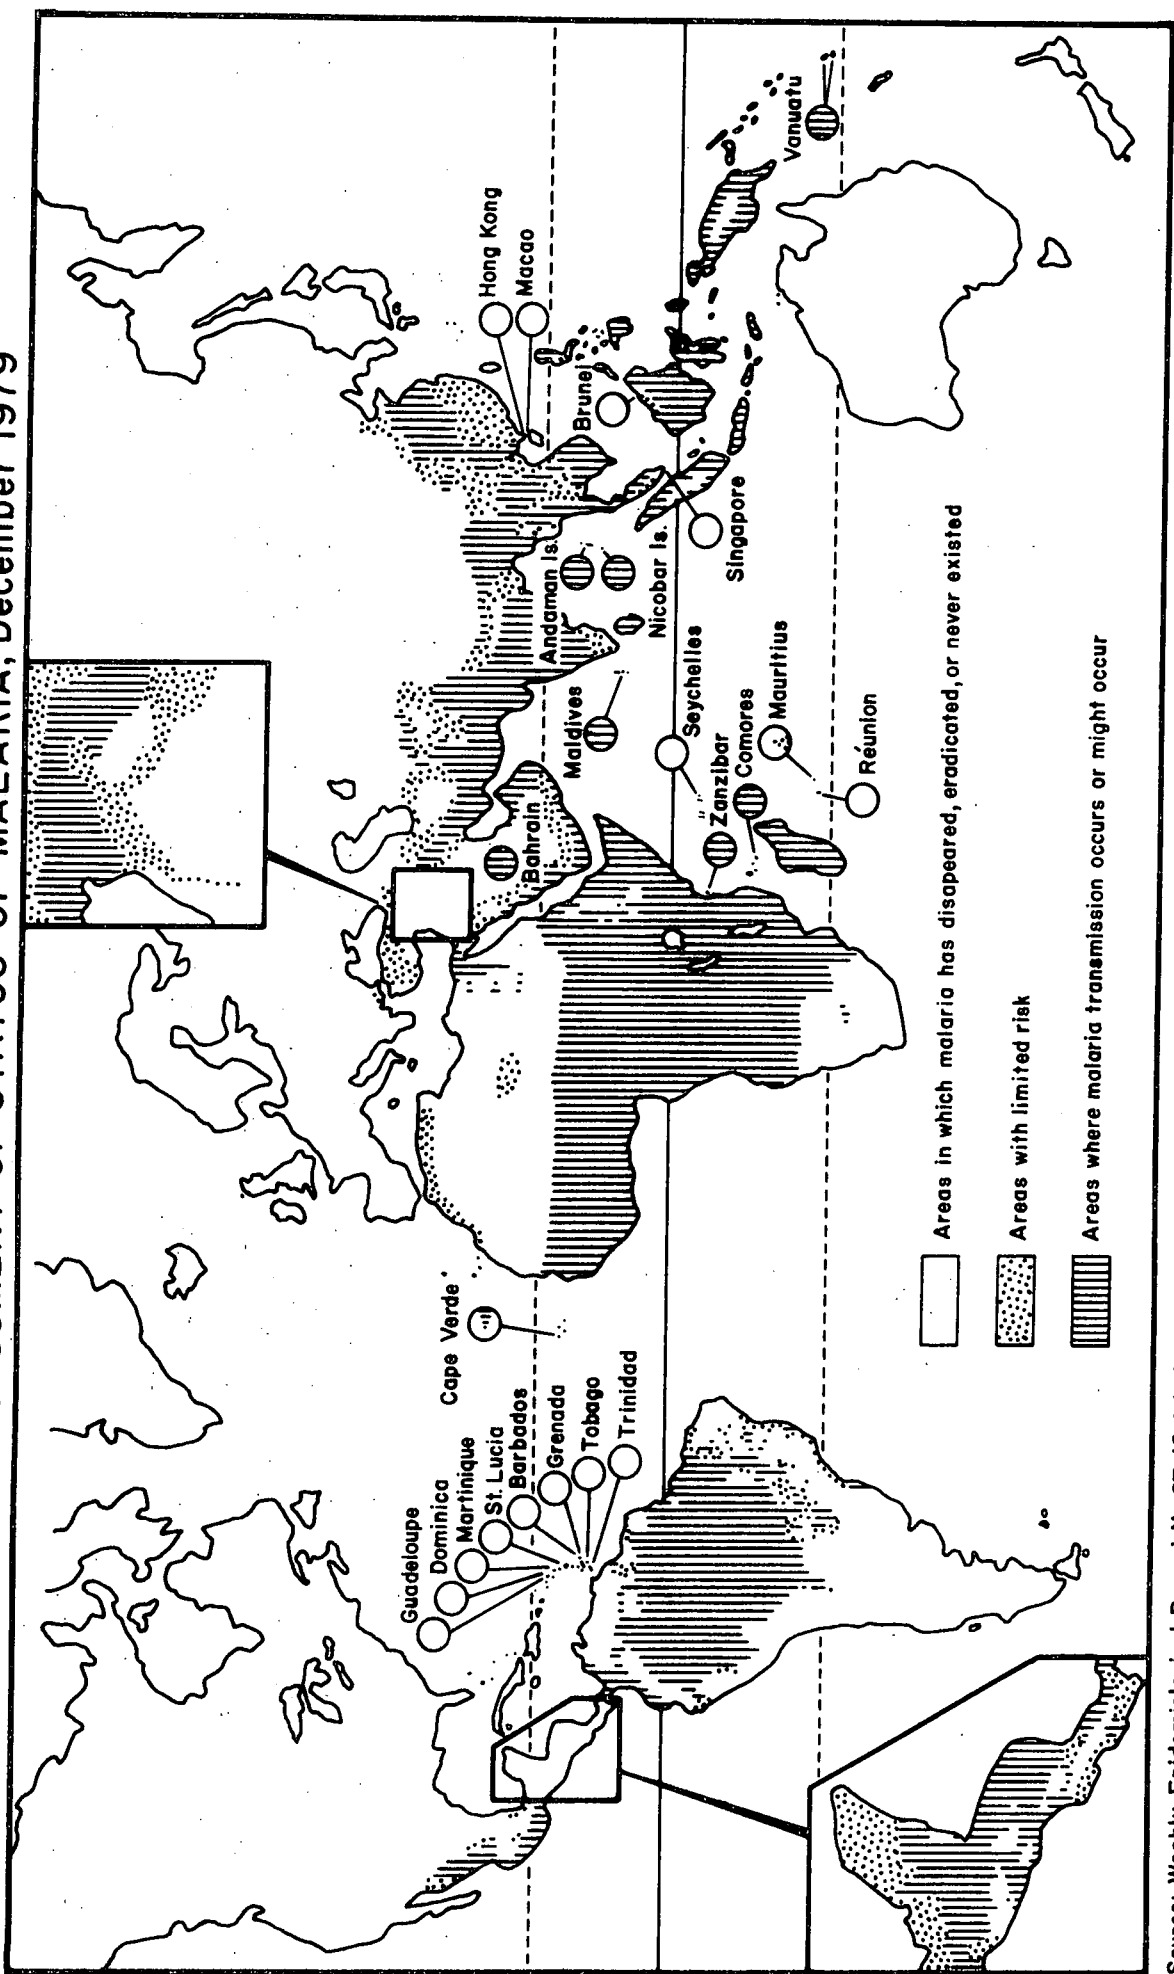 STATUS OF MALARIA, December 1979
Hong Kong
Macao
Vanuatu
Brunei
Andaman Is.
Nicobar Is.
Singapore
Maldives
Seychelles
Bahrain
Zanzibar
Comores
Mauritius
Réunion
Cape Verde
Guadeloupe
Dominica
Martinique
St. Lucia
Barbados
Grenada
Tobago
Trinidad
Areas in which malaria has disapeared, eradicated, or never existed
Areas with limited risk
Areas where malaria transmission occurs or might occur